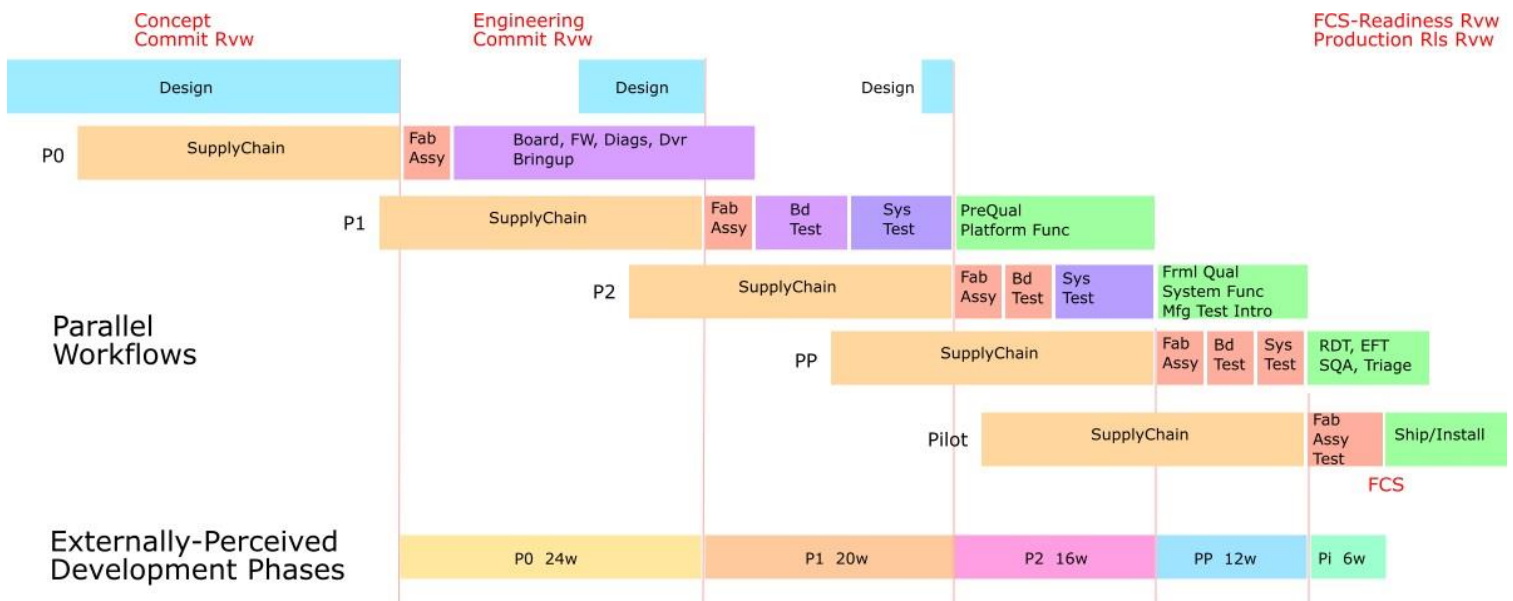 Concept
Commit Rvw
Engineering
Commit Rvw
FCS-Readiness Rvw
Production Rls Rvw
Design
Design
Design
P0
SupplyChain
Fab
Assy
Board, FW, Diags, Dvr
Bringup
P1
SupplyChain
Fab
Assy
Bd
Test
Sys
Test
PreQual
Platform Func
P2
SupplyChain
Fab
Assy
Bd
Test
Sys
Test
Frml Qual
System Func
Mfg Test Intro
Parallel
Workflows
PP
SupplyChain
Fab
Assy
Bd
Test
Sys
Test
RDT, EFT
SQA, Triage
Pilot
SupplyChain
Fab
Assy
Test
Ship/Install
FCS
Externally-Perceived
Development Phases
P0 24w
P1 20w
P2 16w
PP 12w
Pi 6w